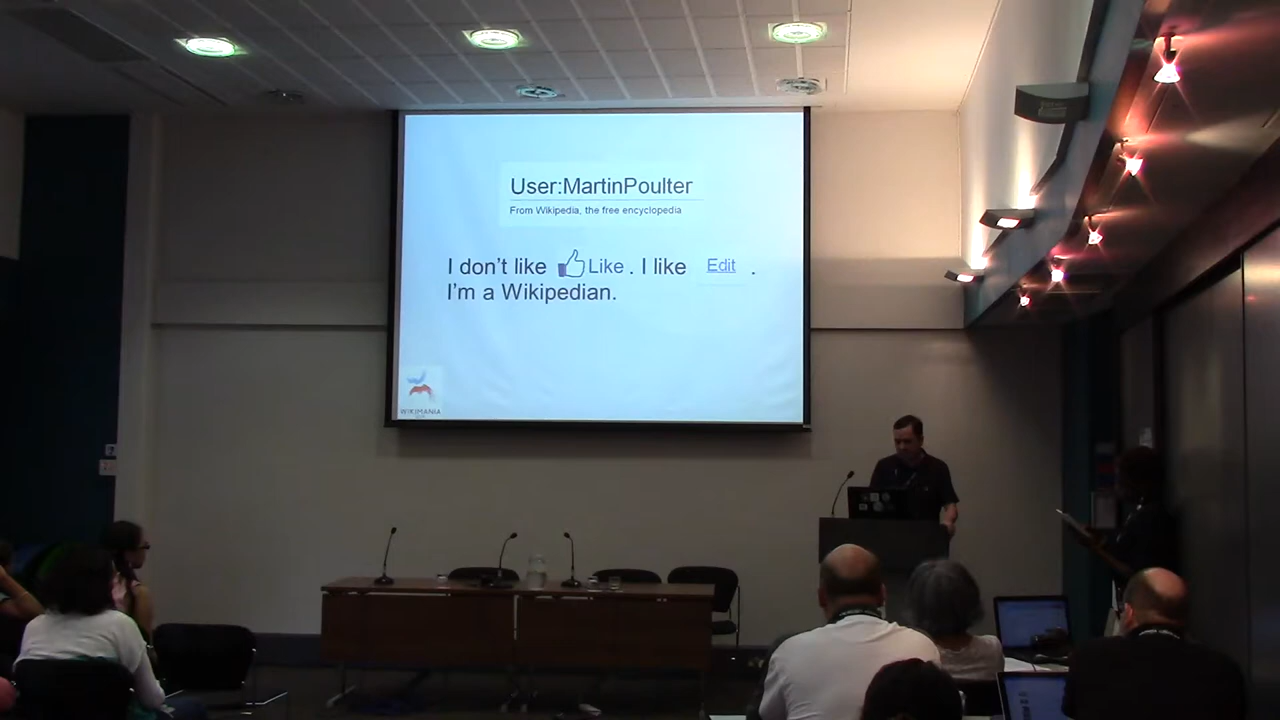 User:MartinPoulter
From Wikipedia, the free encyclopedia
I don't like Like . I like Edit .
I'm a Wikipedian.
WIKIMANIA